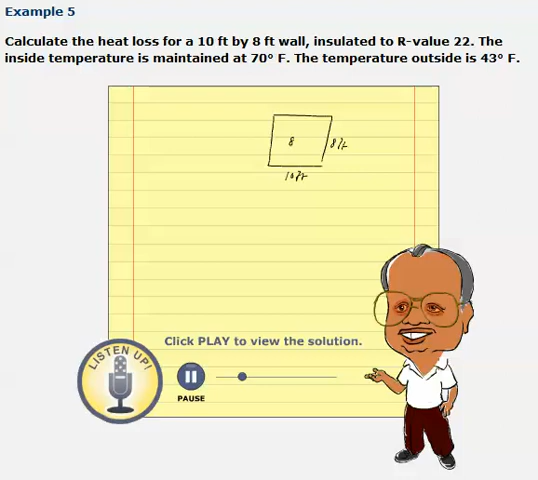 Example 5
Calculate the heat loss for a 10 ft by 8 ft wall, insulated to R-value 22. The
inside temperature is maintained at 70° F. The temperature outside is 43° F.
8
8 ft
10 ft
Click PLAY to view the solution.
LISTEN UP!
PAUSE